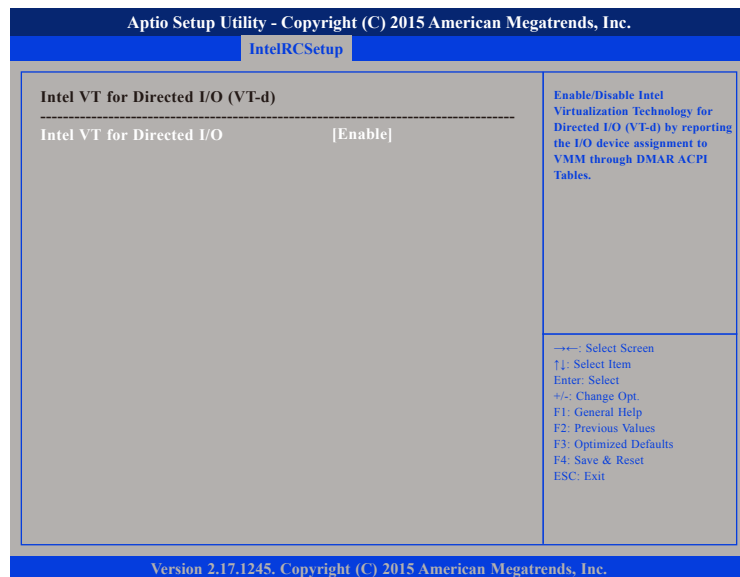 Aptio Setup Utility - Copyright (C) 2015 American Megatrends, Inc.
IntelRCSetup
Intel VT for Directed I/O (VT-d)
--------------------------------------------------------------------------------
Intel VT for Directed I/O [Enable]
Enable/Disable Intel
Virtualization Technology for
Directed I/O (VT-d) by reporting
the I/O device assignment to
VMM through DMAR ACPI
Tables.
→←: Select Screen
↑↓: Select Item
Enter: Select
+/-: Change Opt.
F1: General Help
F2: Previous Values
F3: Optimized Defaults
F4: Save & Reset
ESC: Exit
Version 2.17.1245. Copyright (C) 2015 American Megatrends, Inc.